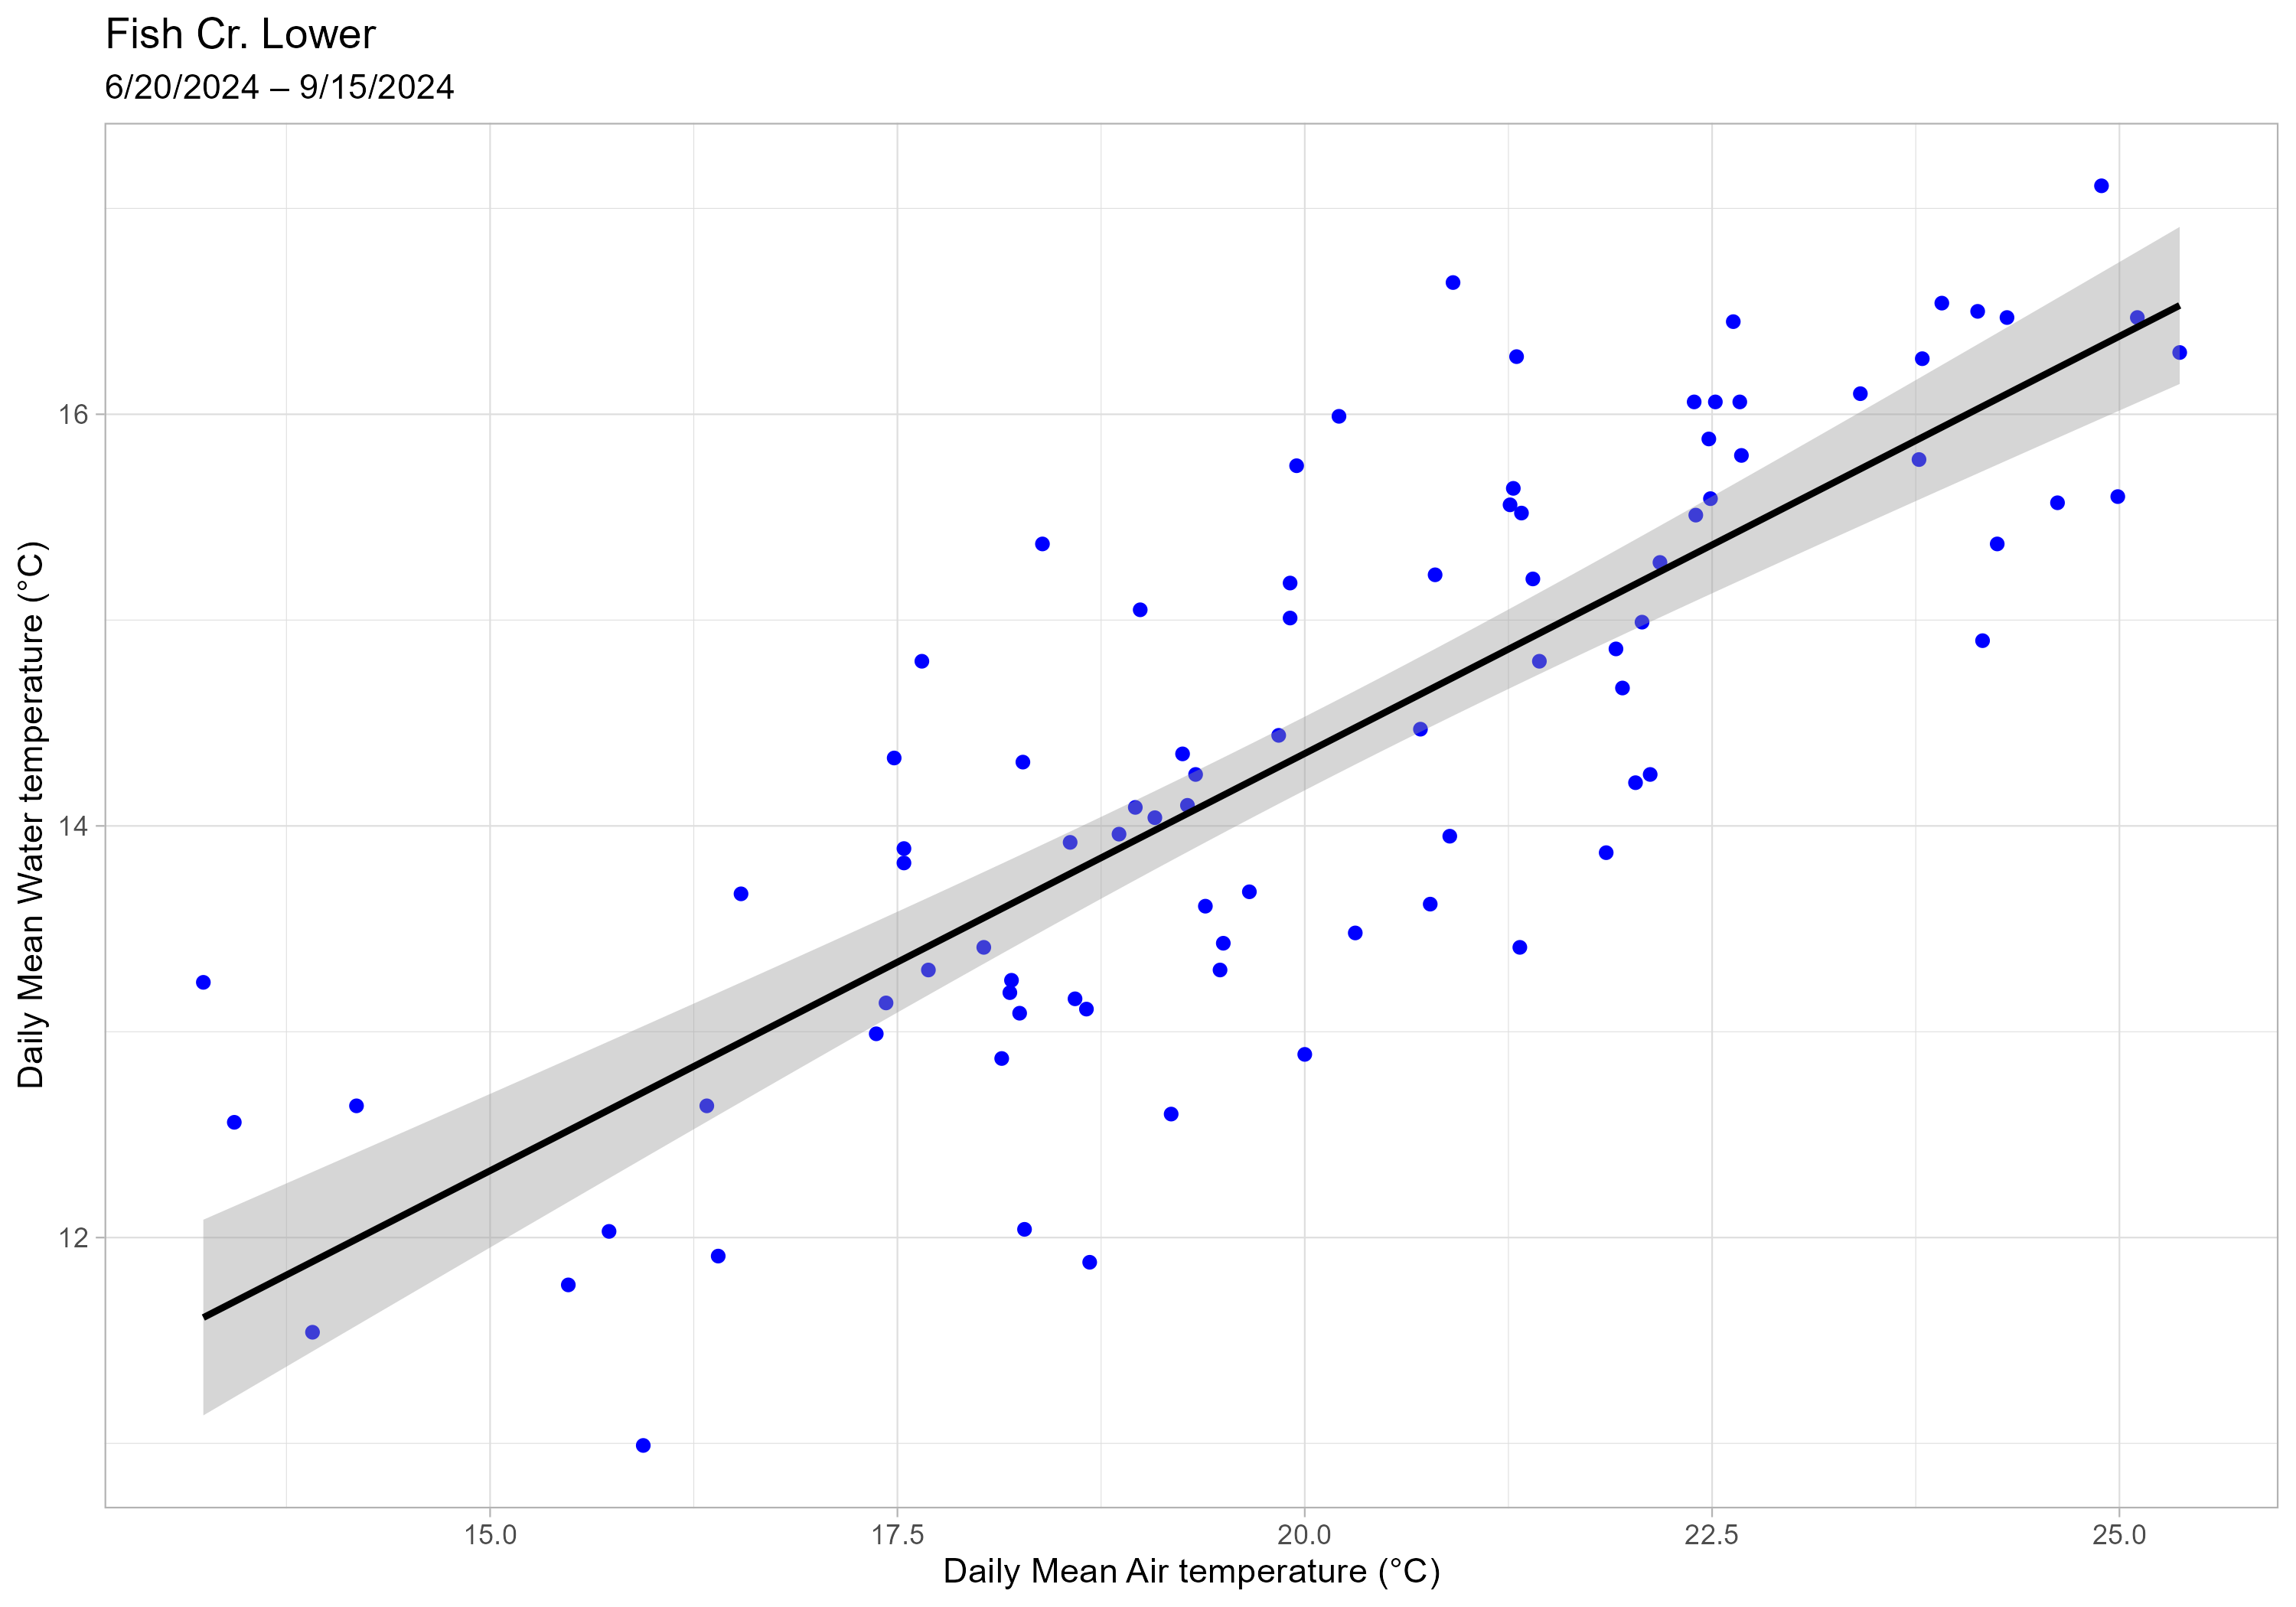 Fish Cr. Lower
6/20/2024 – 9/15/2024
Daily Mean Water temperature (°C)
16
14
12
15.0 17.5 20.0 22.5 25.0
Daily Mean Air temperature (°C)